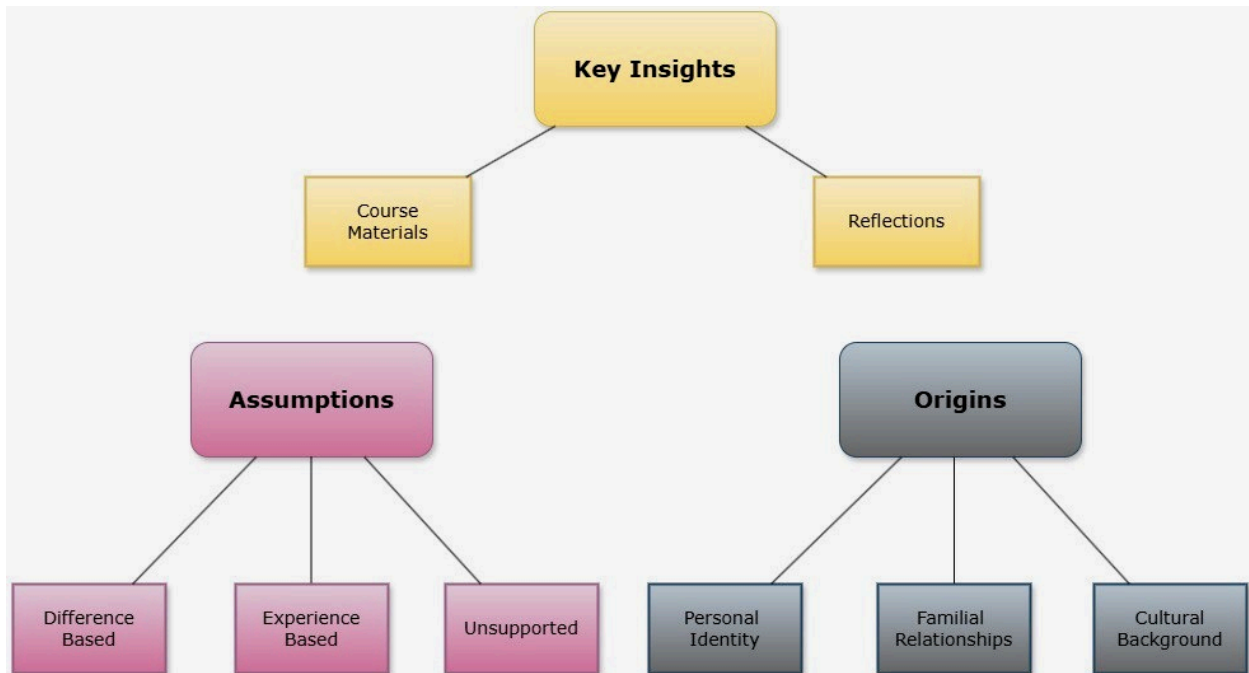 Key Insights
Course
Materials
Reflections
Assumptions
Origins
Difference
Based
Experience
Based
Unsupported
Personal
Identity
Familial
Relationships
Cultural
Background